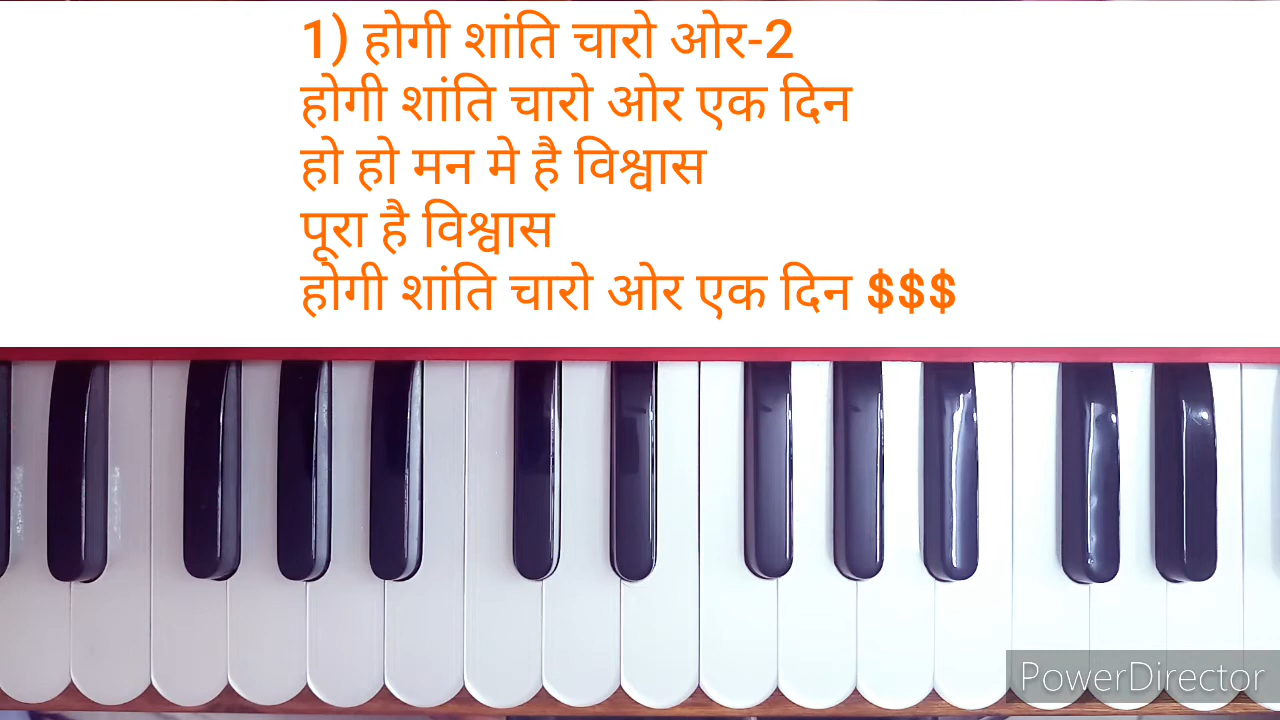 1) होगी शांति चारो ओर-2
होगी शांति चारो ओर एक दिन
हो हो मन मे है विश्वास
पूरा है विश्वास
होगी शांति चारो ओर एक दिन $$$
PowerDirector